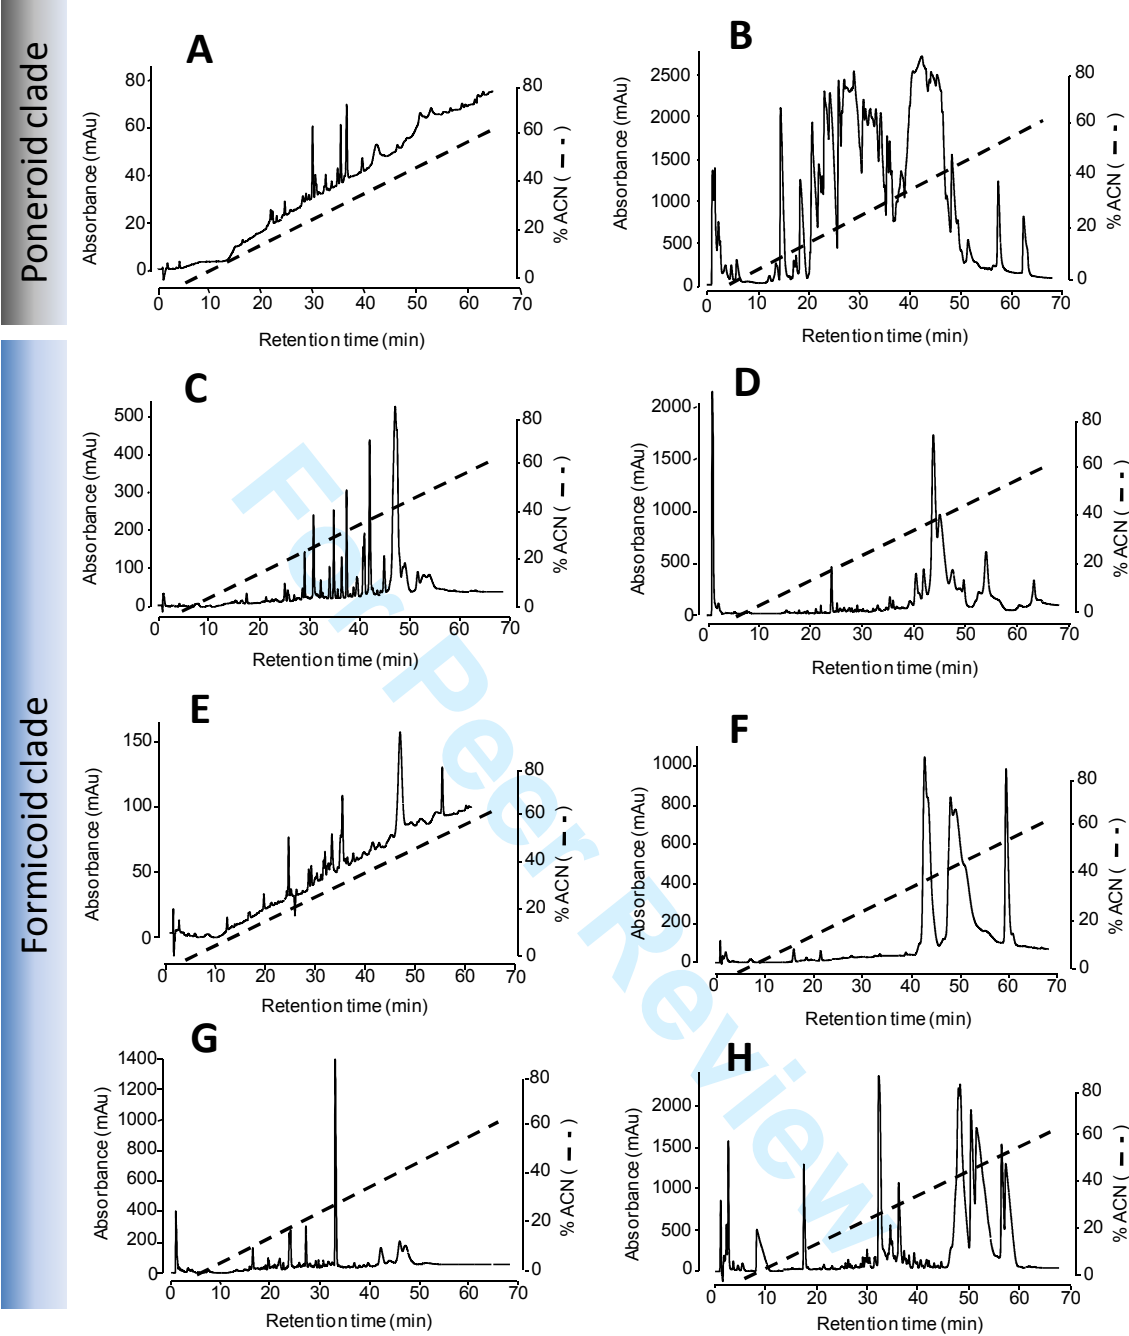 Poneroid clade
A
80
60
40
20
0
Absorbance (mAu)
80
60
40
20
0
% ACN ( – - )
0 10 20 30 40 50 60 70
Retention time (min)
B
2500
2000
1500
1000
500
0
Absorbance (mAu)
80
60
40
20
0
% ACN ( – - )
0 10 20 30 40 50 60 70
Retention time (min)
Formicoid clade
C
500
400
300
200
100
0
Absorbance (mAu)
80
60
40
20
0
% ACN ( – - )
0 10 20 30 40 50 60 70
Retention time (min)
D
2000
1500
1000
500
0
Absorbance (mAu)
80
60
40
20
0
% ACN ( – - )
0 10 20 30 40 50 60 70
Retention time (min)
E
150
100
50
0
Absorbance (mAu)
80
60
40
20
0
% ACN ( – - )
0 10 20 30 40 50 60 70
Retention time (min)
F
1000
800
600
400
200
0
Absorbance (mAu)
80
60
40
20
0
% ACN ( – - )
0 10 20 30 40 50 60 70
Retention time (min)
G
1400
1200
1000
800
600
400
200
0
Absorbance (mAu)
80
60
40
20
0
% ACN ( – - )
0 10 20 30 40 50 60 70
Retention time (min)
H
2000
1500
1000
500
0
Absorbance (mAu)
80
60
40
20
0
% ACN ( – - )
0 10 20 30 40 50 60 70
Retention time (min)
For Peer Review